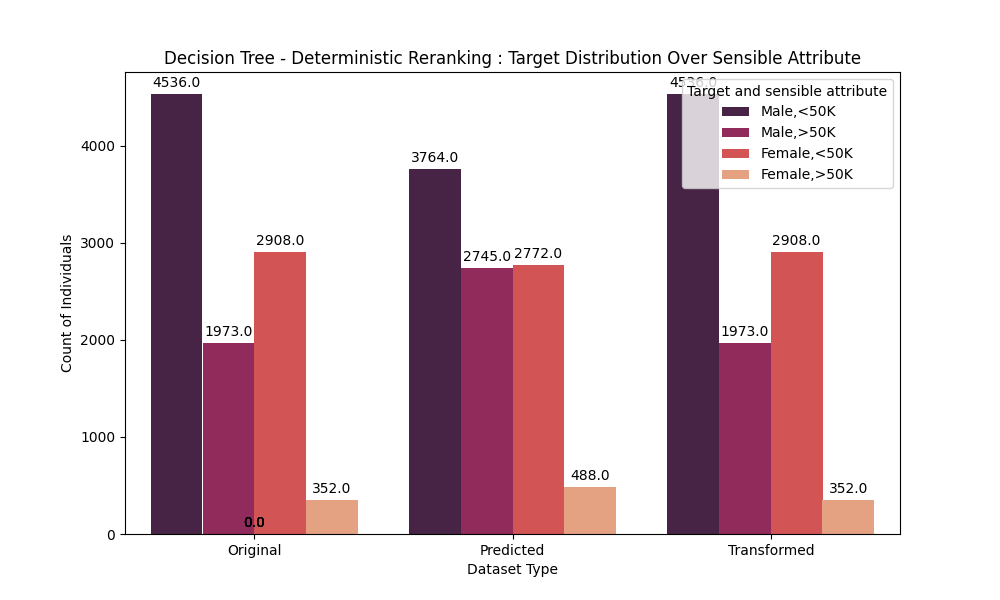 Decision Tree - Deterministic Reranking : Target Distribution Over Sensible Attribute
4536.0
1973.0
2908.0
352.0
0.0
3764.0
2745.0
2772.0
488.0
4536.0
1973.0
2908.0
352.0
Target and sensible attribute
Male,<50K
Male,>50K
Female,<50K
Female,>50K
4000
3000
2000
1000
0
Count of Individuals
Original
Predicted
Transformed
Dataset Type